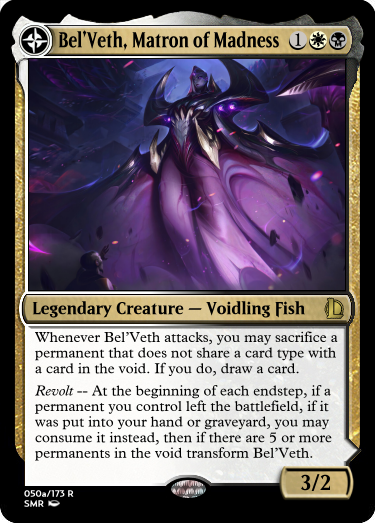 Bel'Veth, Matron of Madness 1
Legendary Creature — Voidling Fish
Whenever Bel'Veth attacks, you may sacrifice a
permanent that does not share a card type with
a card in the void. If you do, draw a card.
Revolt -- At the beginning of each endstep, if a
permanent you control left the battlefield, if it
was put into your hand or graveyard, you may
consume it instead, then if there are 5 or more
permanents in the void transform Bel'Veth.
3/2
050a/173 R
SMR